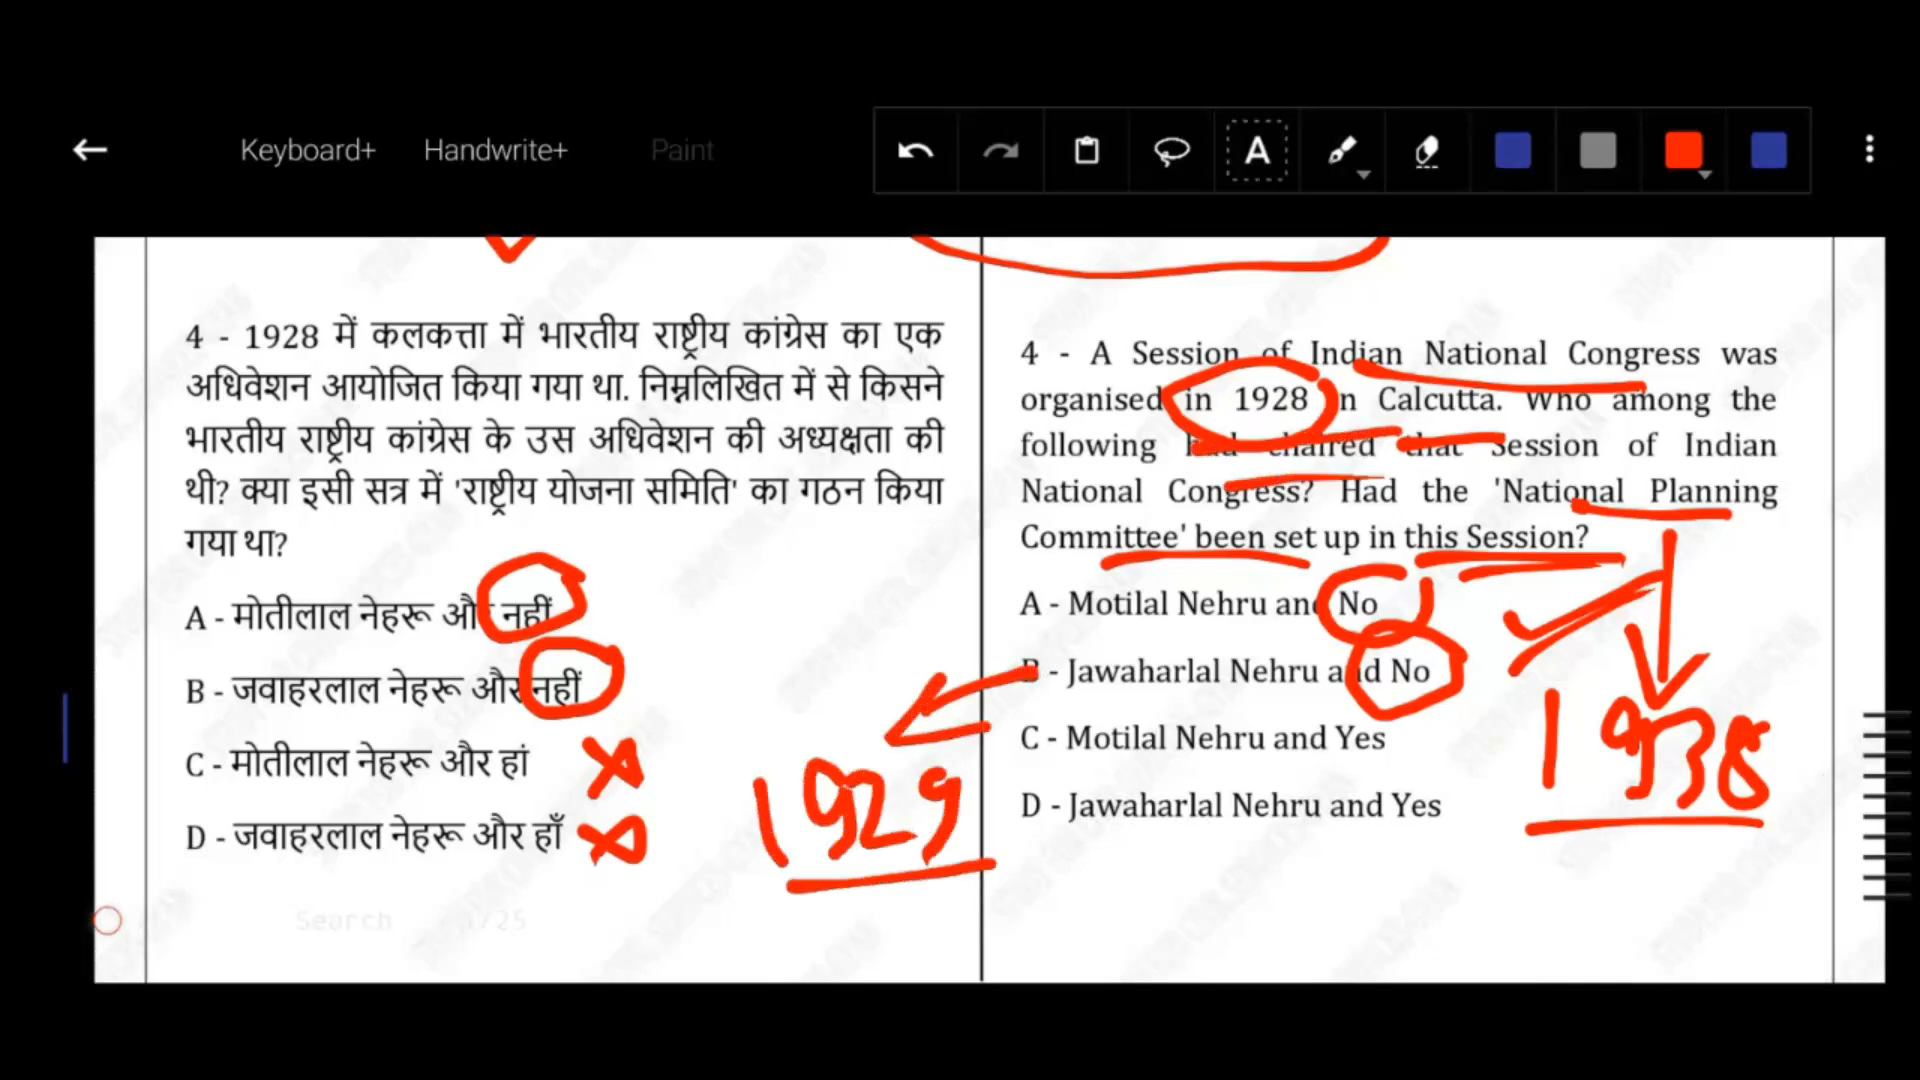 Keyboard+ Handwrite+ Paint A
4 - 1928 में कलकत्ता में भारतीय राष्ट्रीय कांग्रेस का एक
अधिवेशन आयोजित किया गया था. निम्नलिखित में से किसने
भारतीय राष्ट्रीय कांग्रेस के उस अधिवेशन की अध्यक्षता की
थी? क्या इसी सत्र में 'राष्ट्रीय योजना समिति' का गठन किया
गया था?
A - मोतीलाल नेहरू और नहीं
B - जवाहरलाल नेहरू और नहीं
C - मोतीलाल नेहरू और हां
D - जवाहरलाल नेहरू और हाँ
1929
Search 1/25
4 - A Session of Indian National Congress was
organised in 1928 in Calcutta. Who among the
following had chaired that Session of Indian
National Congress? Had the 'National Planning
Committee' been set up in this Session?
A - Motilal Nehru and No
B - Jawaharlal Nehru and No
C - Motilal Nehru and Yes
D - Jawaharlal Nehru and Yes
1938